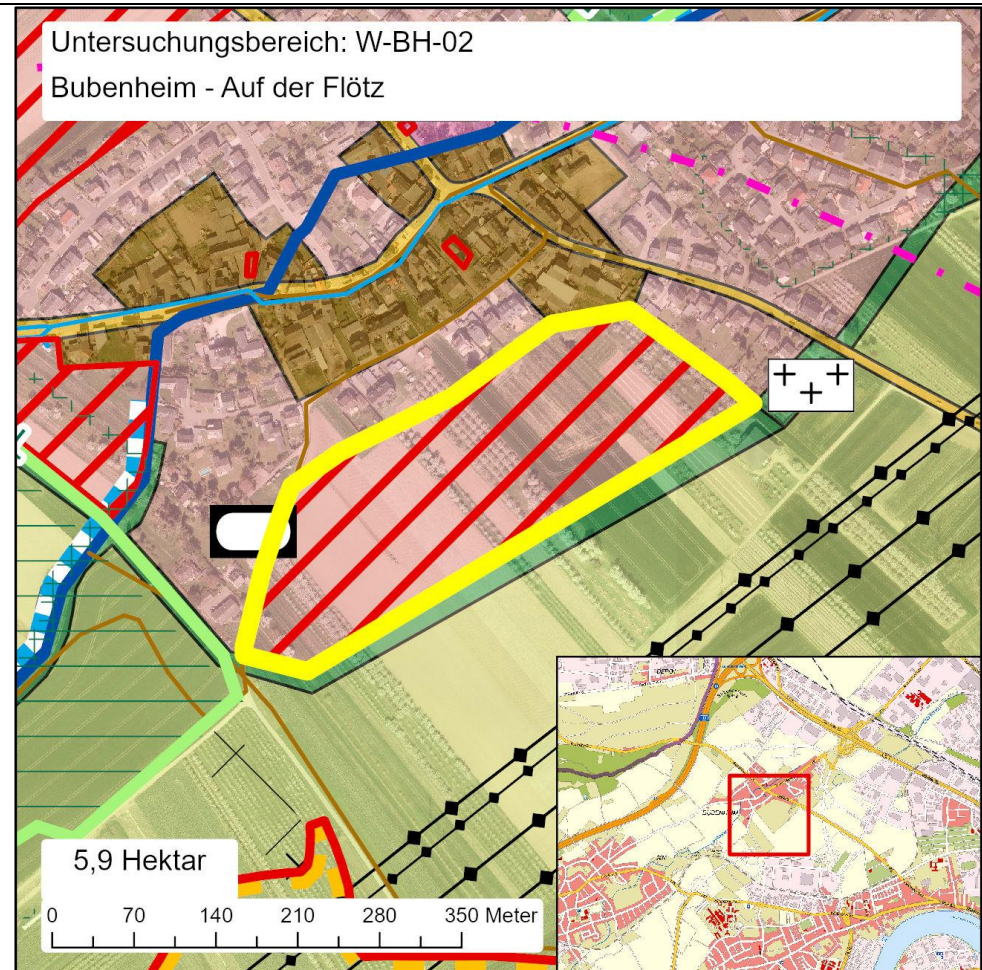 Untersuchungsbereich: W-BH-02
Bubenheim - Auf der Flötz
5,9 Hektar
0 70 140 210 280 350 Meter